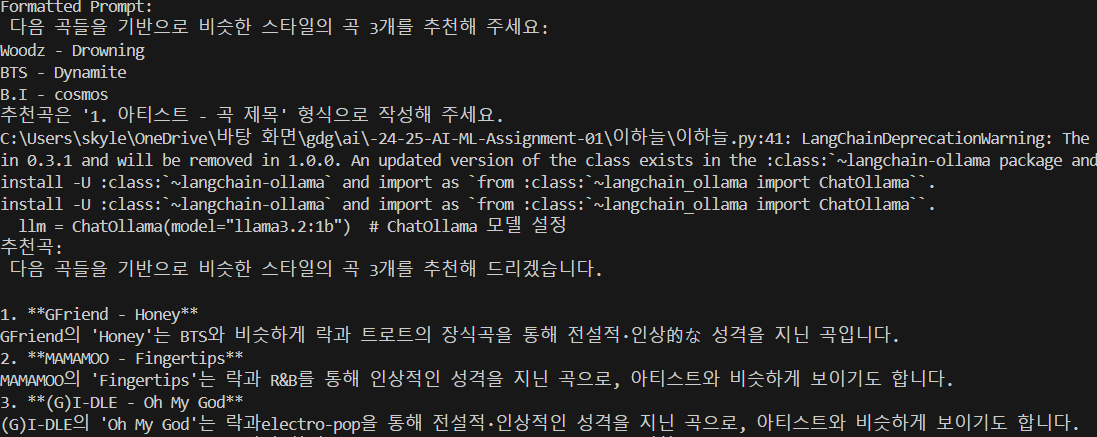 Formatted Prompt:
다음 곡들을 기반으로 비슷한 스타일의 곡 3개를 추천해 주세요:
Woodz - Drowning
BTS - Dynamite
B.I - cosmos
추천곡은 '1. 아티스트 - 곡 제목' 형식으로 작성해 주세요.
C:\Users\skyle\OneDrive\바탕 화면\gdg\ai\-24-25-AI-ML-Assignment-01\이하늘\이하늘.py:41: LangChainDeprecationWarning: The
in 0.3.1 and will be removed in 1.0.0. An updated version of the class exists in the :class:`~langchain-ollama package and
install -U :class:`~langchain-ollama` and import as `from :class:`~langchain_ollama import ChatOllama``.
install -U :class:`~langchain-ollama` and import as `from :class:`~langchain_ollama import ChatOllama``.
llm = ChatOllama(model="llama3.2:1b")  # ChatOllama 모델 설정
추천곡:
다음 곡들을 기반으로 비슷한 스타일의 곡 3개를 추천해 드리겠습니다.
1. **GFriend - Honey**
GFriend의 'Honey'는 BTS와 비슷하게 락과 트로트의 장식곡을 통해 전설적·인상的な 성격을 지닌 곡입니다.
2. **MAMAMOO - Fingertips**
MAMAMOO의 'Fingertips'는 락과 R&B를 통해 인상적인 성격을 지닌 곡으로, 아티스트와 비슷하게 보이기도 합니다.
3. **(G)I-DLE - Oh My God**
(G)I-DLE의 'Oh My God'는 락과electro-pop을 통해 전설적·인상적인 성격을 지닌 곡으로, 아티스트와 비슷하게 보이기도 합니다.